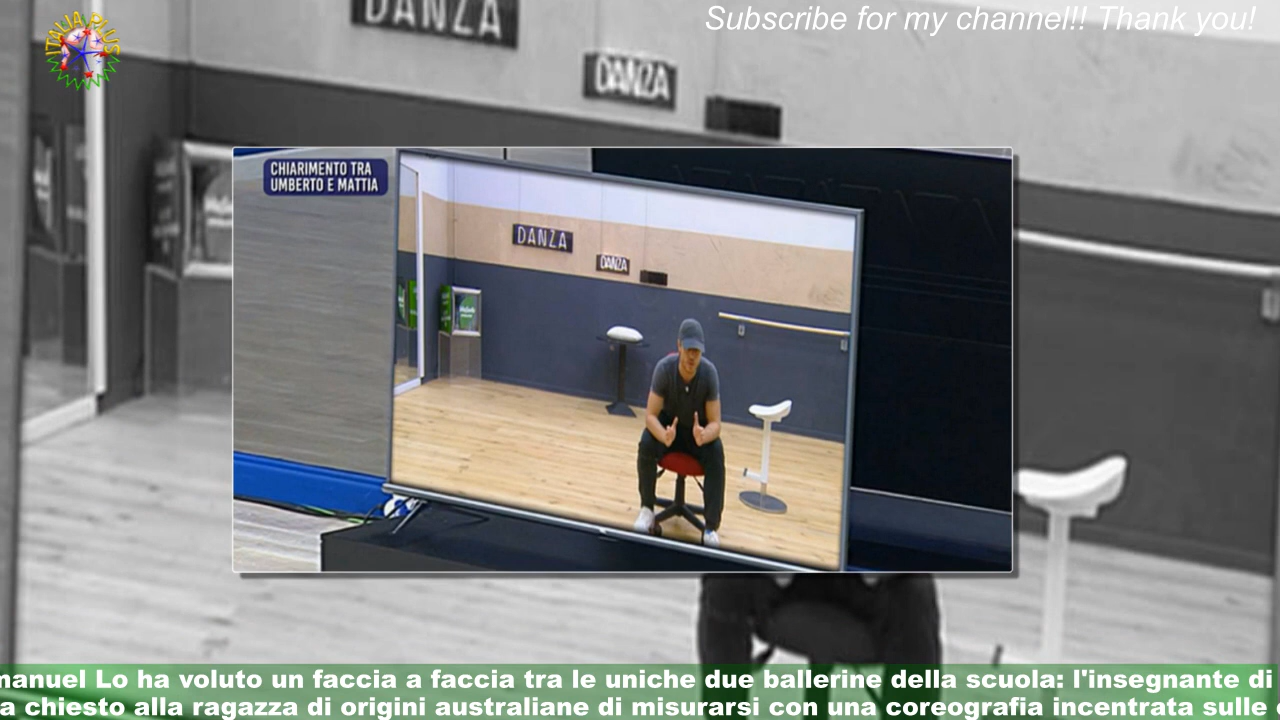 DANZA
ITALIA PLUS
Subscribe for my channel!! Thank you!
DANZA
CHIARIMENTO TRA
UMBERTO E MATTIA
DANZA
DANZA
manuel Lo ha voluto un faccia a faccia tra le uniche due ballerine della scuola: l'insegnante di
a chiesto alla ragazza di origini australiane di misurarsi con una coreografia incentrata sulle